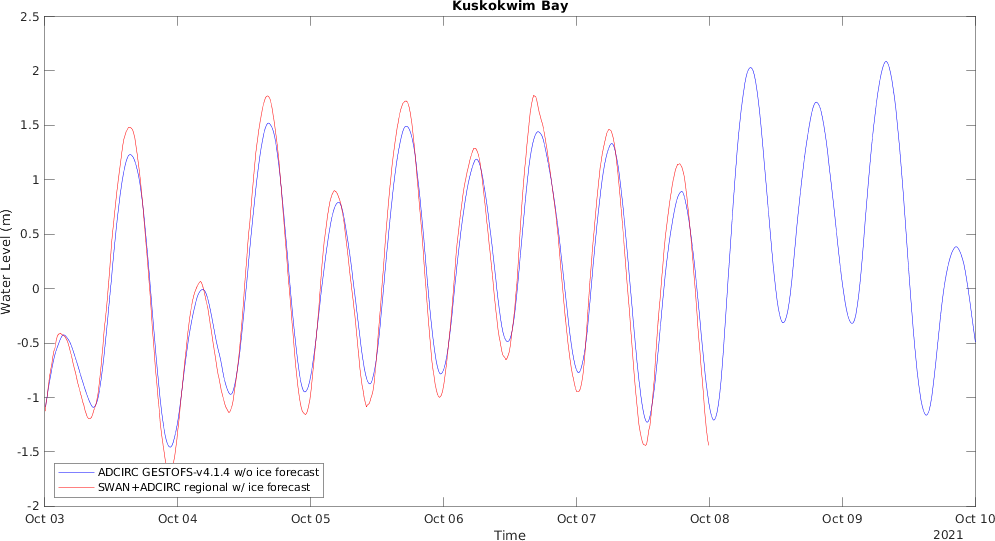 Kuskokwim Bay
2.5
2
1.5
1
0.5
0
-0.5
-1
-1.5
-2
Water Level (m)
ADCIRC GESTOFS-v4.1.4 w/o ice forecast
SWAN+ADCIRC regional w/ ice forecast
Oct 03 Oct 04 Oct 05 Oct 06 Oct 07 Oct 08 Oct 09 Oct 10
Time
2021